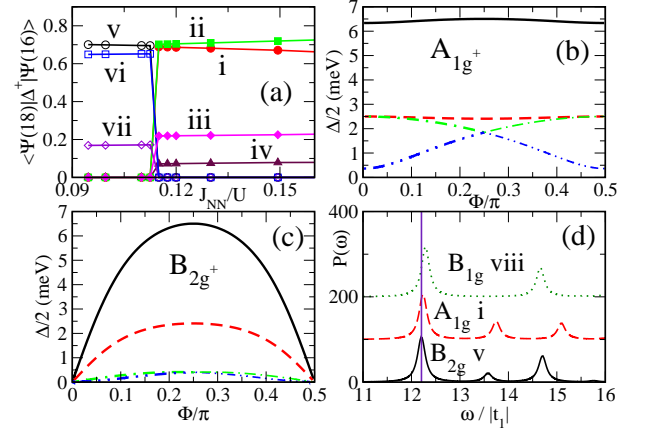 <Ψ(18)|Δ⁺|Ψ(16)>
0.6
0.4
0.2
0.0
v
ii
vi
i
(a)
vii
iii
iv
0.09 0.12 0.15
J_NN/U
Δ/2 (meV)
7
6
5
4
3
2
1
0
A_1g⁺
(b)
0 0.1 0.2 0.3 0.4 0.5
Φ/π
Δ/2 (meV)
7
6
5
4
3
2
1
0
B_2g⁺
(c)
0 0.1 0.2 0.3 0.4 0.5
Φ/π
P(ω)
400
200
0
(d)
B_1g viii
A_1g i
B_2g v
11 12 13 14 15 16
ω / |t_1|